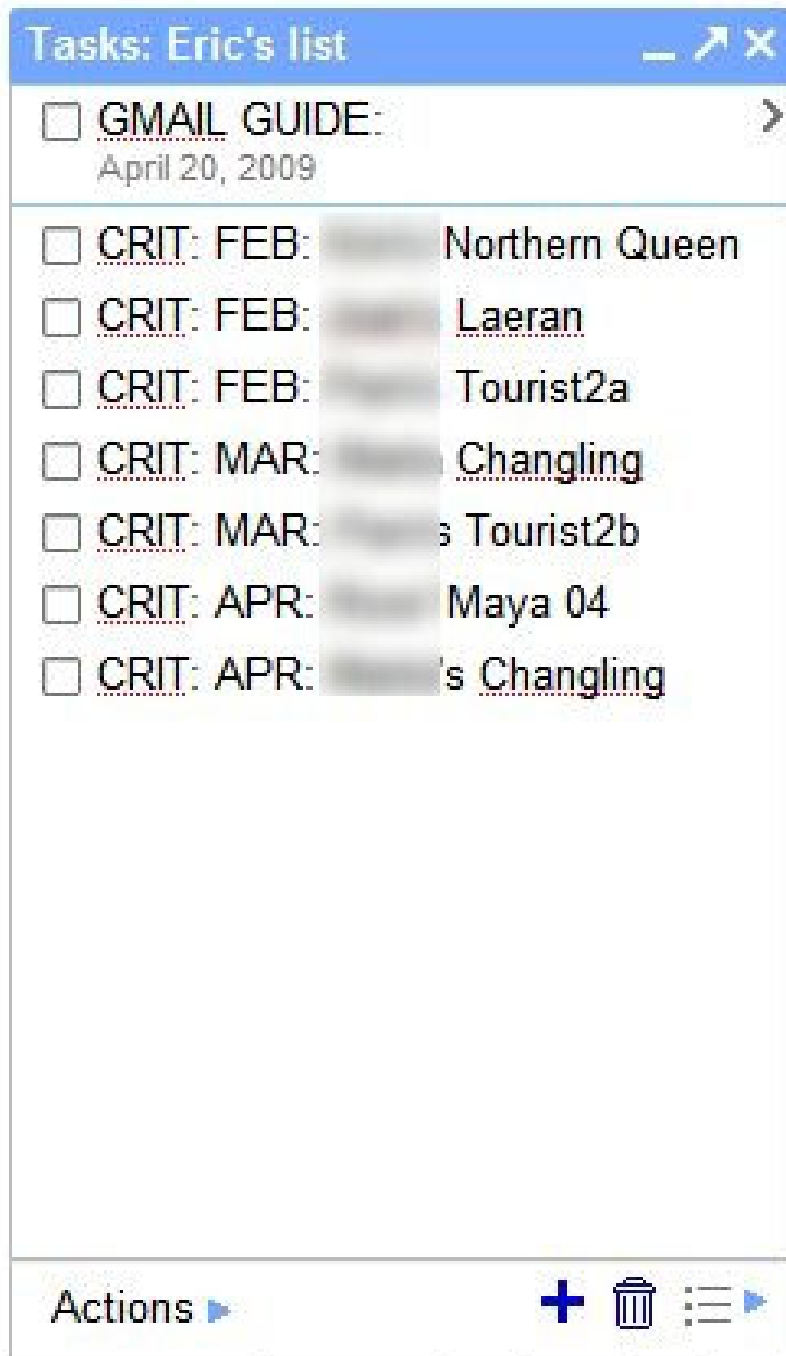 Tasks: Eric's list
GMAIL GUIDE:
April 20, 2009
CRIT: FEB: Northern Queen
CRIT: FEB: Laeran
CRIT: FEB: Tourist2a
CRIT: MAR: Changling
CRIT: MAR: s Tourist2b
CRIT: APR: Maya 04
CRIT: APR: 's Changling
Actions